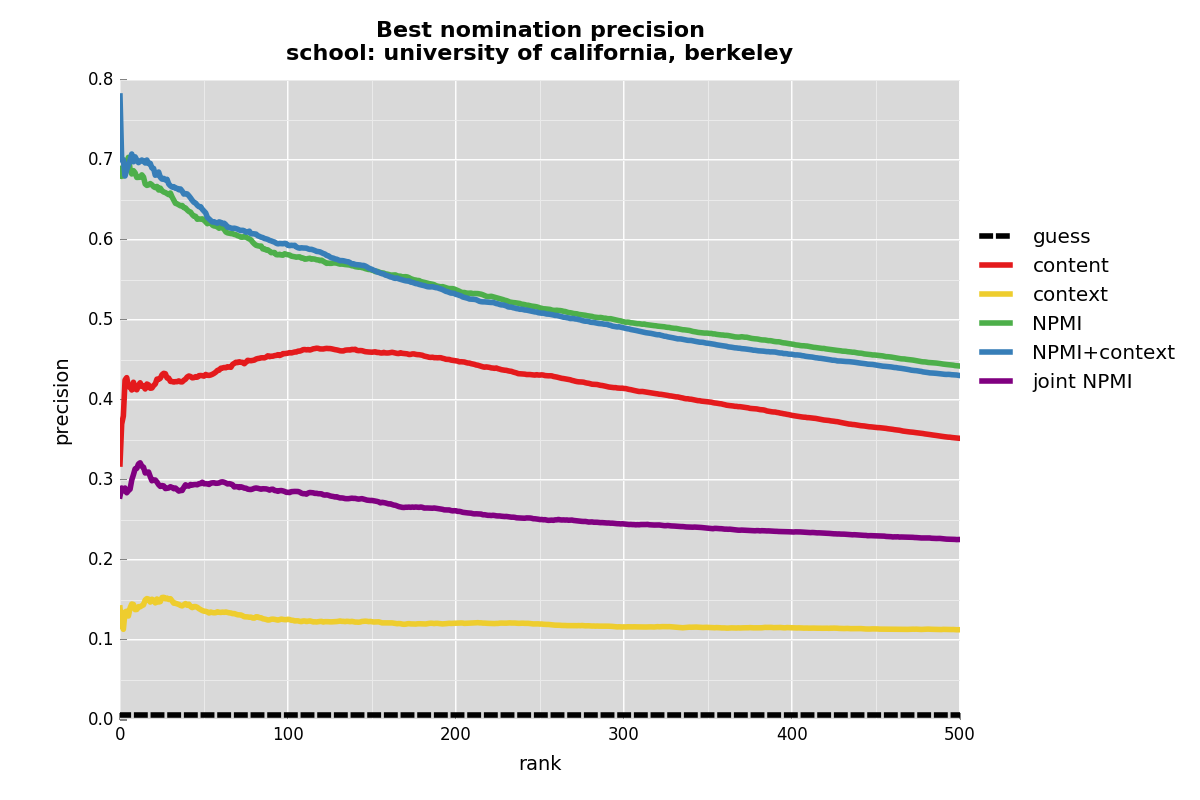 Best nomination precision
school: university of california, berkeley
0.8
0.7
0.6
0.5
0.4
0.3
0.2
0.1
0.0
precision
0
100
200
300
400
500
rank
guess
content
context
NPMI
NPMI+context
joint NPMI